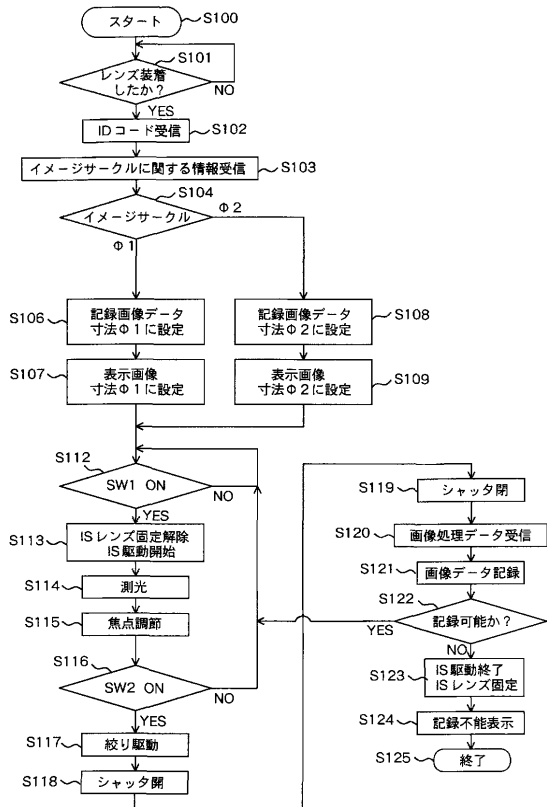 スタート
S100
レンズ装着
したか?
S101
NO
YES
IDコード受信
S102
イメージサークルに関する情報受信
S103
S104
イメージサークル
Φ2
Φ1
S106
記録画像データ
寸法Φ1に設定
記録画像データ
寸法Φ2に設定
S108
S107
表示画像
寸法Φ1に設定
表示画像
寸法Φ2に設定
S109
S112
SW1 ON
NO
YES
S113
ISレンズ固定解除
IS駆動開始
S114
測光
S115
焦点調節
S116
SW2 ON
NO
YES
S117
絞り駆動
S118
シャッタ開
S119
シャッタ閉
S120
画像処理データ受信
S121
画像データ記録
S122
記録可能か?
YES
NO
S123
IS駆動終了
ISレンズ固定
S124
記録不能表示
S125
終了